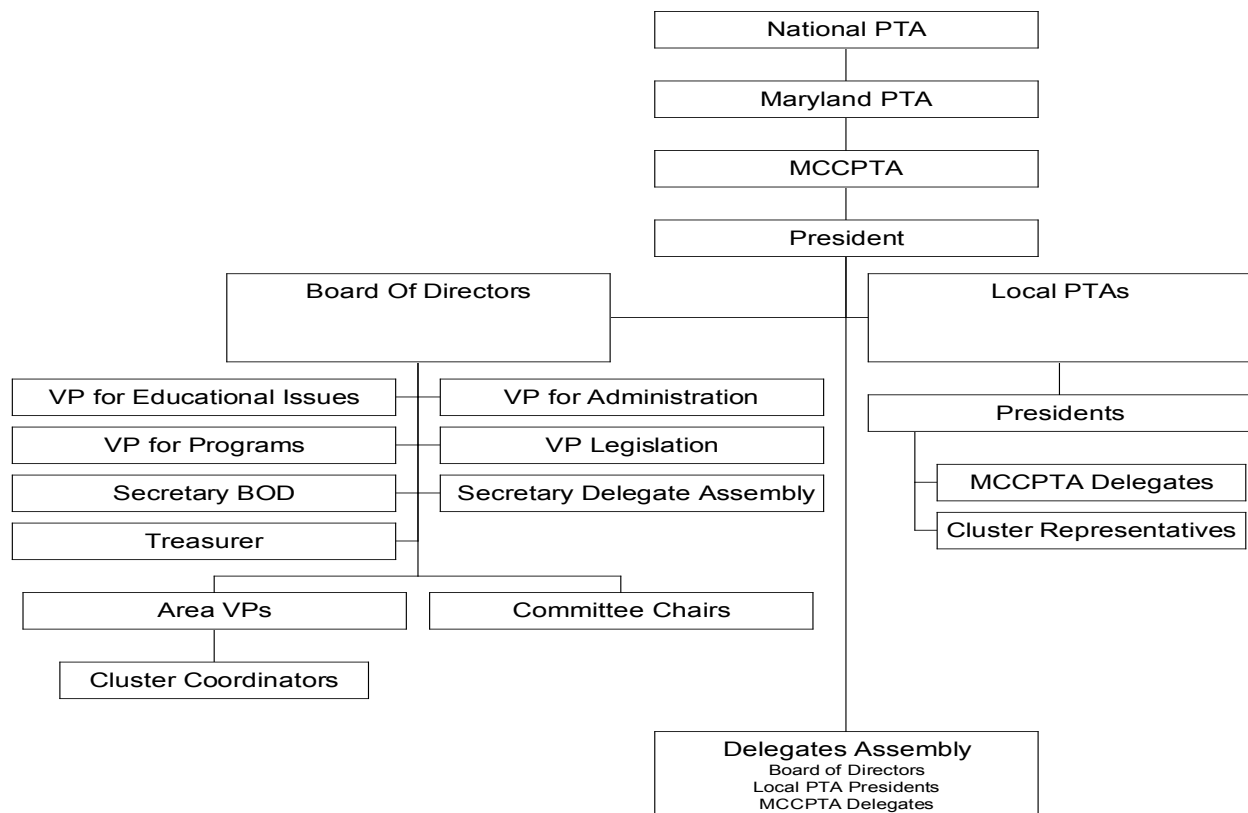 National PTA
Maryland PTA
MCCPTA
President
Board Of Directors
Local PTAs
VP for Educational Issues
VP for Administration
Presidents
VP for Programs
VP Legislation
MCCPTA Delegates
Secretary BOD
Secretary Delegate Assembly
Cluster Representatives
Treasurer
Area VPs
Committee Chairs
Cluster Coordinators
Delegates Assembly
Board of Directors
Local PTA Presidents
MCCPTA Delegates